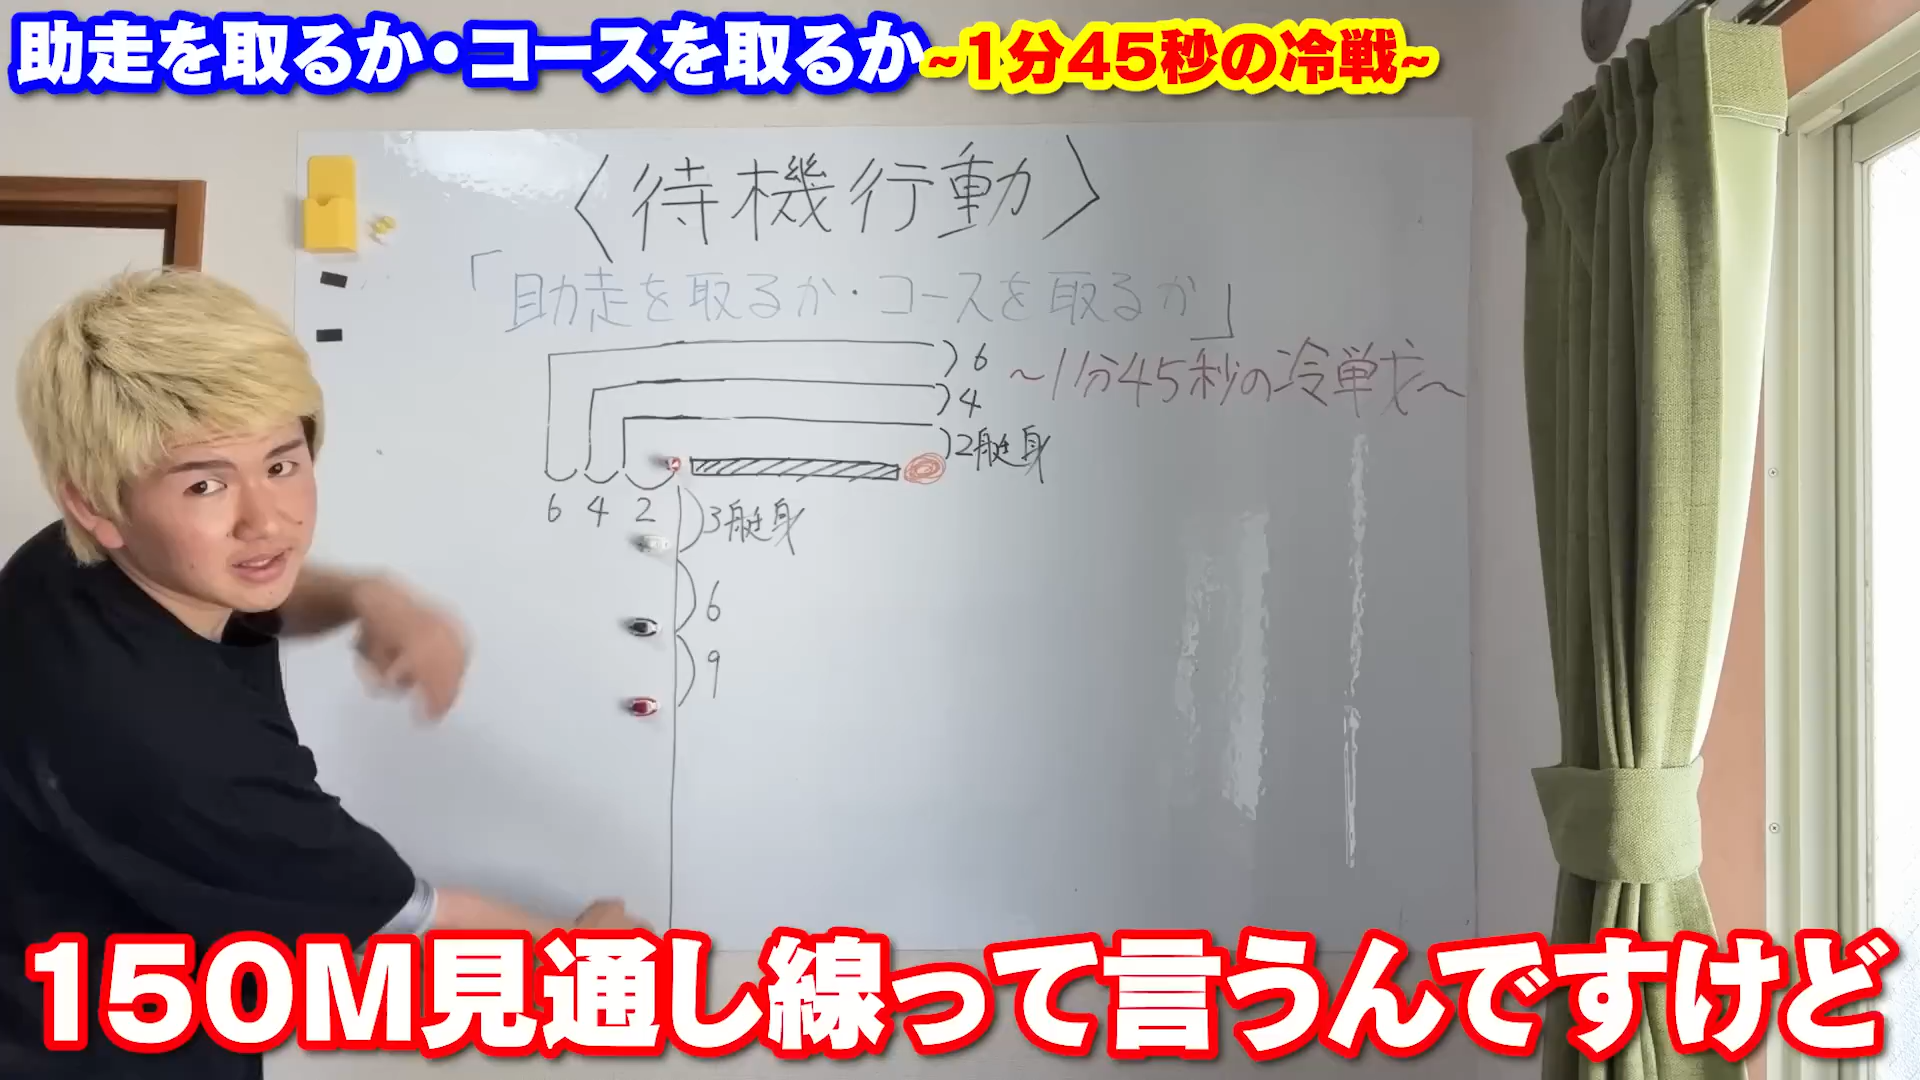 助走を取るか・コースを取るか~1分45秒の冷戦~
〈待機行動〉
「助走を取るか・コースを取るか」
~1分45秒の冷戦~
6
4
2艇身
6 4 2
3艇身
6
9
150M見通し線って言うんですけど